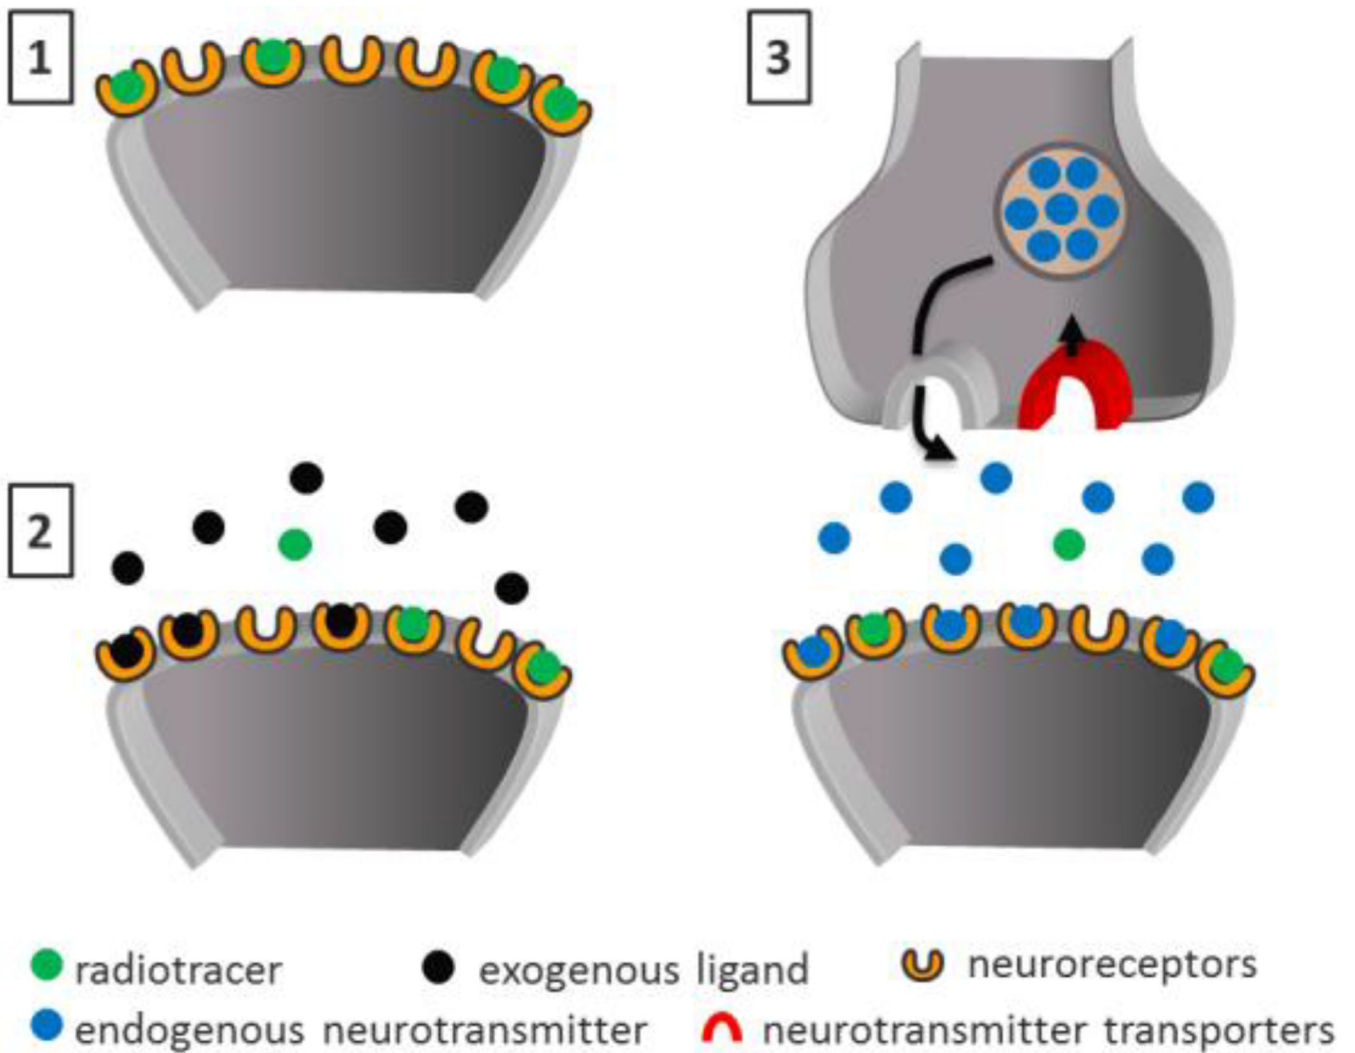 1
3
2
radiotracer
exogenous ligand
neuroreceptors
endogenous neurotransmitter
neurotransmitter transporters